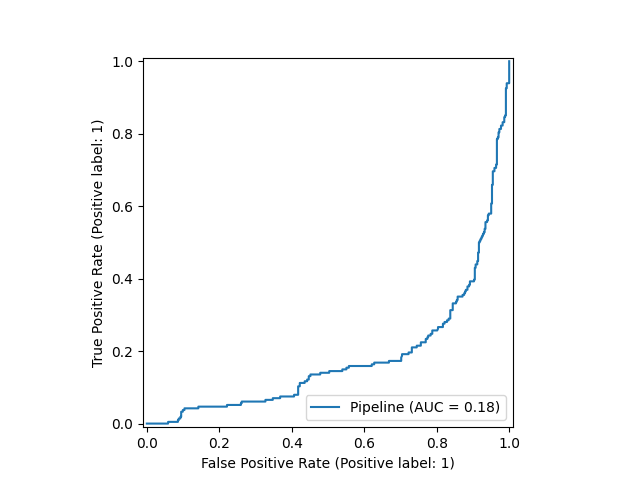 1.0
0.8
0.6
0.4
0.2
0.0
True Positive Rate (Positive label: 1)
Pipeline (AUC = 0.18)
0.0 0.2 0.4 0.6 0.8 1.0
False Positive Rate (Positive label: 1)